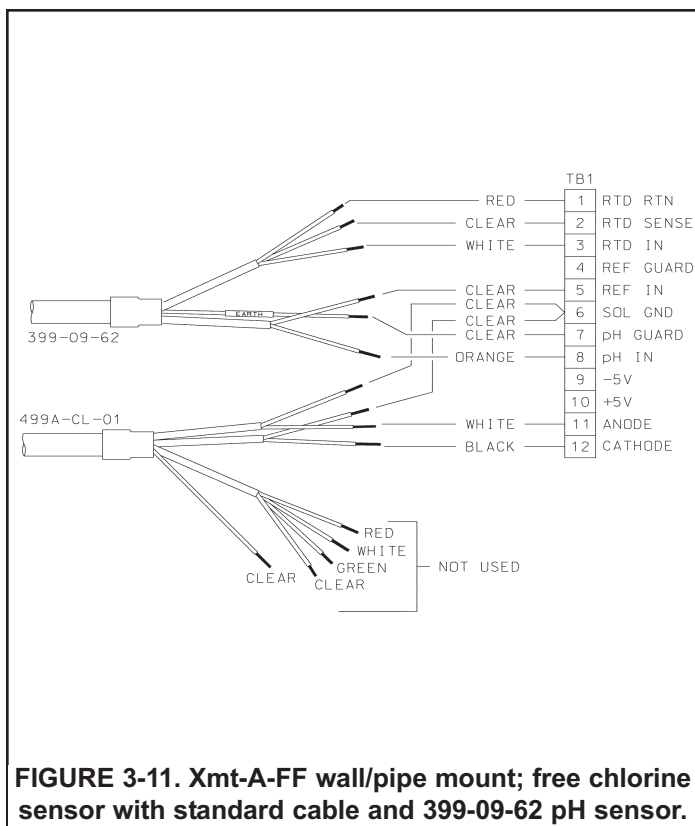 TB1
RED 1 RTD RTN
CLEAR 2 RTD SENSE
WHITE 3 RTD IN
4 REF GUARD
CLEAR 5 REF IN
CLEAR
6 SOL GND
CLEAR
EARTH
CLEAR 7 pH GUARD
399-09-62
ORANGE 8 pH IN
9 -5V
10 +5V
499A-CL-01
WHITE 11 ANODE
BLACK 12 CATHODE
RED
WHITE
GREEN
NOT USED
CLEAR
CLEAR
FIGURE 3-11. Xmt-A-FF wall/pipe mount; free chlorine
sensor with standard cable and 399-09-62 pH sensor.